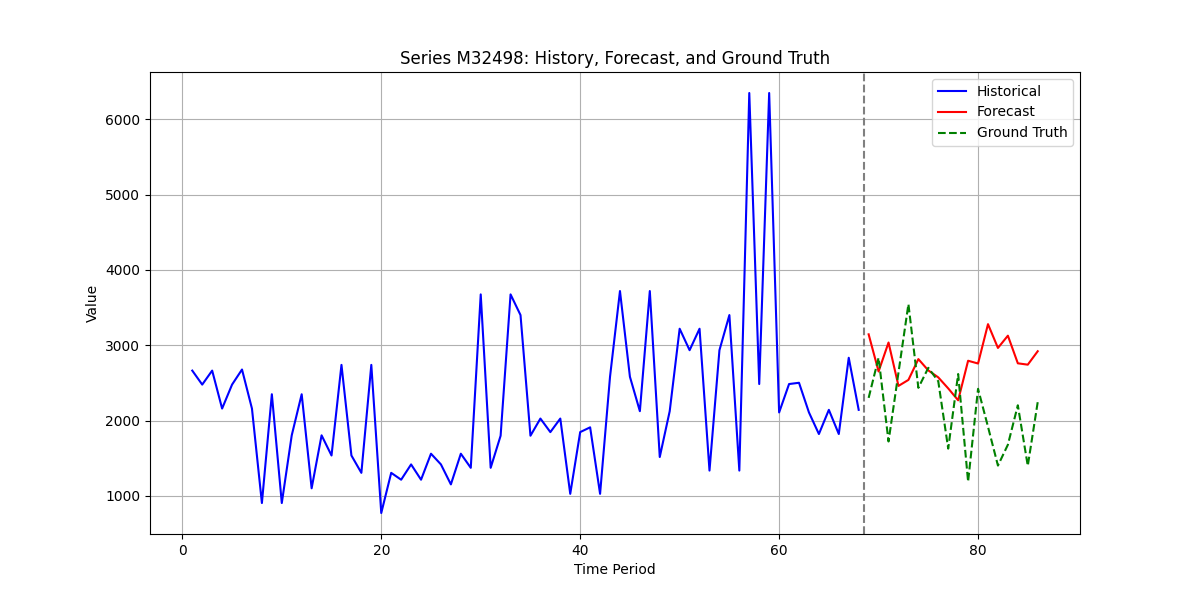 Series M32498: History, Forecast, and Ground Truth
Historical
Forecast
Ground Truth
6000
5000
4000
3000
2000
1000
Value
0
20
40
60
80
Time Period